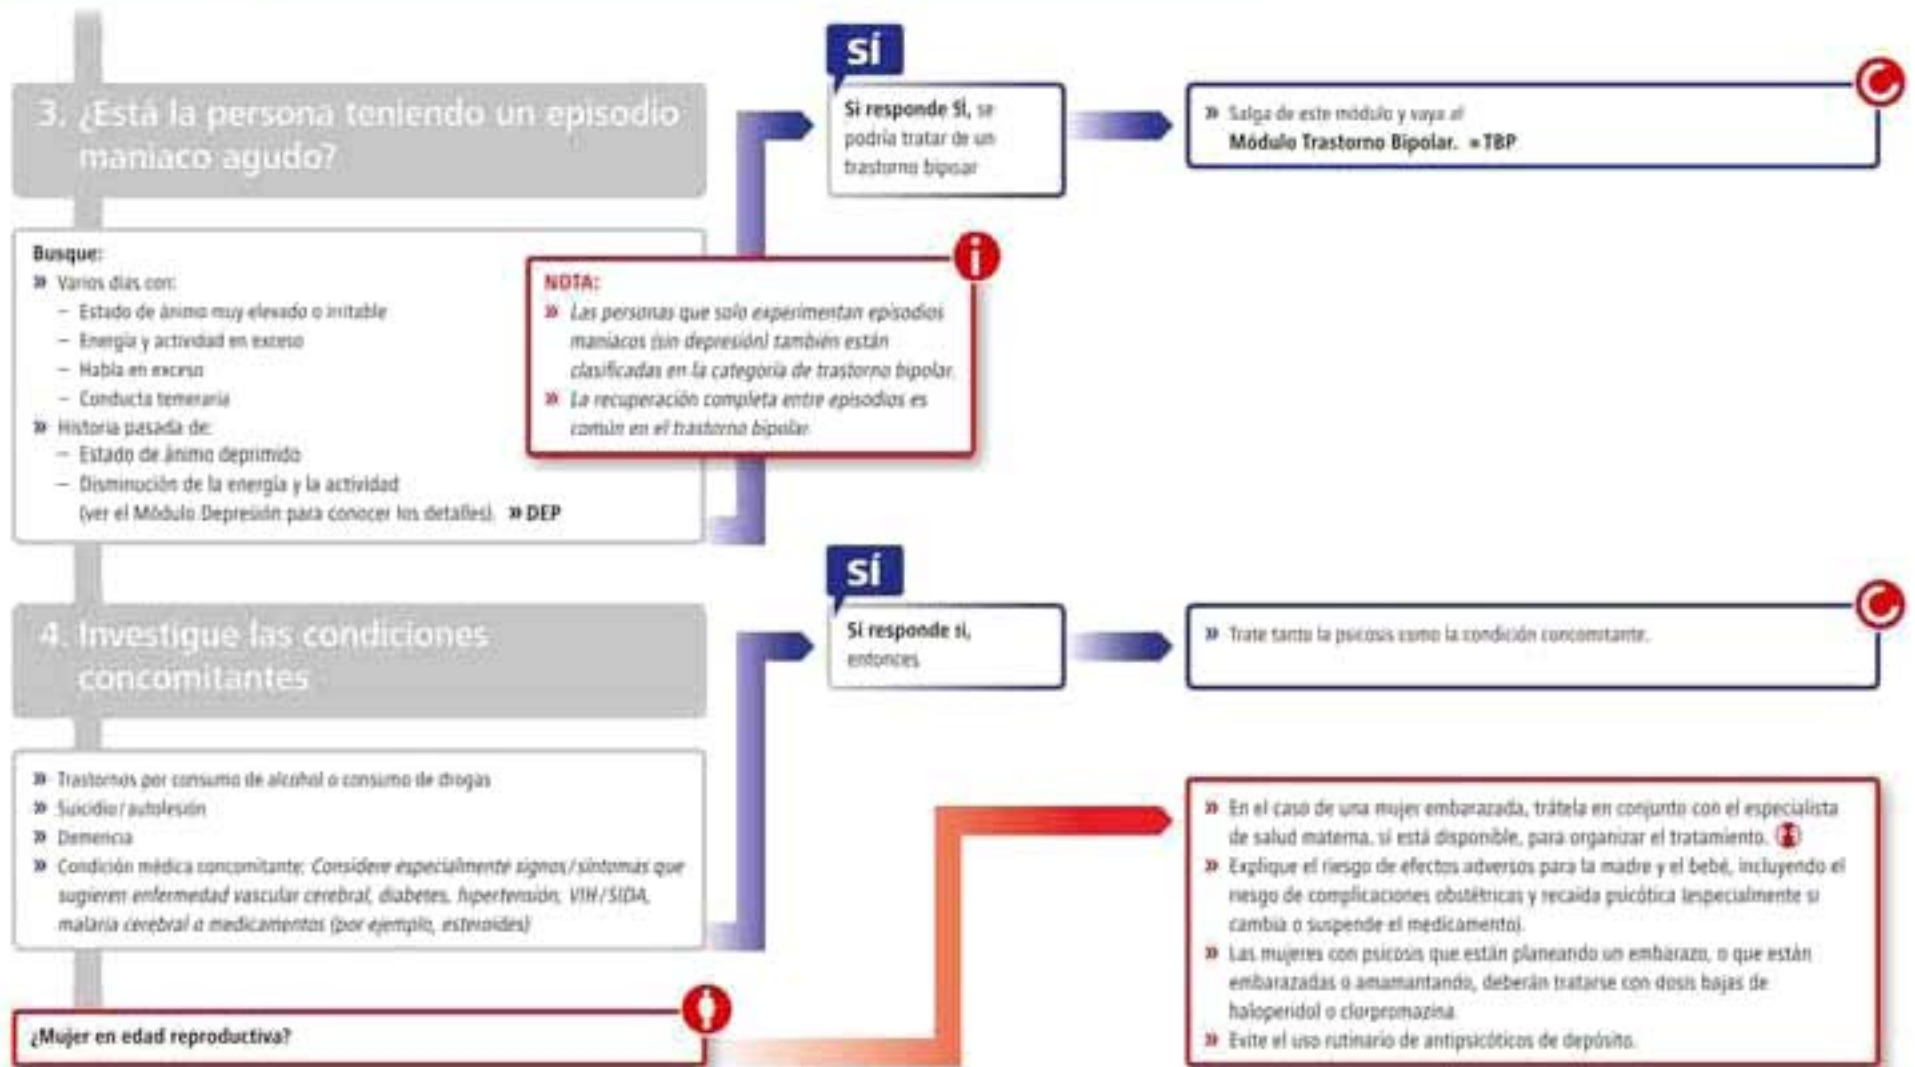 3. ¿Está la persona teniendo un episodio
maniaco agudo?
SÍ
Si responde SÍ, se
podría tratar de un
trastorno bipolar
» Salga de este módulo y vaya al
Módulo Trastorno Bipolar. » TBP
Busque:
» Varios días con:
– Estado de ánimo muy elevado o irritable
– Energía y actividad en exceso
– Habla en exceso
– Conducta temeraria
» Historia pasada de:
– Estado de ánimo deprimido
– Disminución de la energía y la actividad
(ver el Módulo Depresión para conocer los detalles). » DEP
NOTA:
» Las personas que solo experimentan episodios
maníacos (sin depresión) también están
clasificadas en la categoría de trastorno bipolar.
» La recuperación completa entre episodios es
común en el trastorno bipolar.
4. Investigue las condiciones
concomitantes
SÍ
Si responde sí,
entonces
» Trate tanto la psicosis como la condición concomitante.
» Trastornos por consumo de alcohol o consumo de drogas
» Suicidio / autolesión
» Demencia
» Condición médica concomitante: Considere especialmente signos / síntomas que
sugieren enfermedad vascular cerebral, diabetes, hipertensión, VIH / SIDA,
malaria cerebral o medicamentos (por ejemplo, esteroides)
¿Mujer en edad reproductiva?
» En el caso de una mujer embarazada, trátela en conjunto con el especialista
de salud materna, si está disponible, para organizar el tratamiento.
» Explique el riesgo de efectos adversos para la madre y el bebé, incluyendo el
riesgo de complicaciones obstétricas y recaída psicótica (especialmente si
cambia o suspende el medicamento).
» Las mujeres con psicosis que están planeando un embarazo, o que están
embarazadas o amamantando, deberán tratarse con dosis bajas de
haloperidol o clorpromazina.
» Evite el uso rutinario de antipsicóticos de depósito.